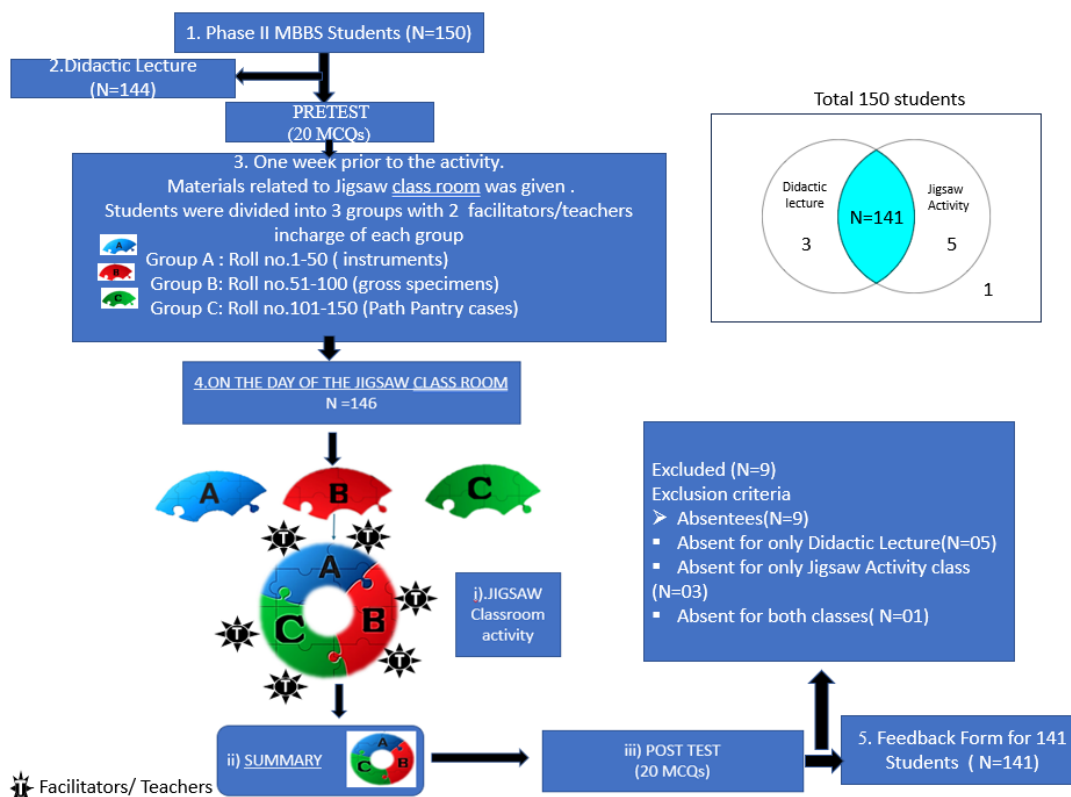 1. Phase II MBBS Students (N=150)
2.Didactic Lecture
(N=144)
PRETEST
(20 MCQs)
3. One week prior to the activity.
Materials related to Jigsaw class room was given .
Students were divided into 3 groups with 2 facilitators/teachers
incharge of each group
A
Group A : Roll no.1-50 ( instruments)
B
Group B: Roll no.51-100 (gross specimens)
C
Group C: Roll no.101-150 (Path Pantry cases)
Total 150 students
Didactic
lecture
3
N=141
Jigsaw
Activity
5
1
4.ON THE DAY OF THE JIGSAW CLASS ROOM
N =146
A
B
C
T
T
A
T
C
B
T
T
T
i).JIGSAW
Classroom
activity
Excluded (N=9)
Exclusion criteria
➢ Absentees(N=9)
▪ Absent for only Didactic Lecture(N=05)
▪ Absent for only Jigsaw Activity class
(N=03)
▪ Absent for both classes( N=01)
ii) SUMMARY
A
C
B
iii) POST TEST
(20 MCQs)
5. Feedback Form for 141
Students ( N=141)
T
Facilitators/ Teachers